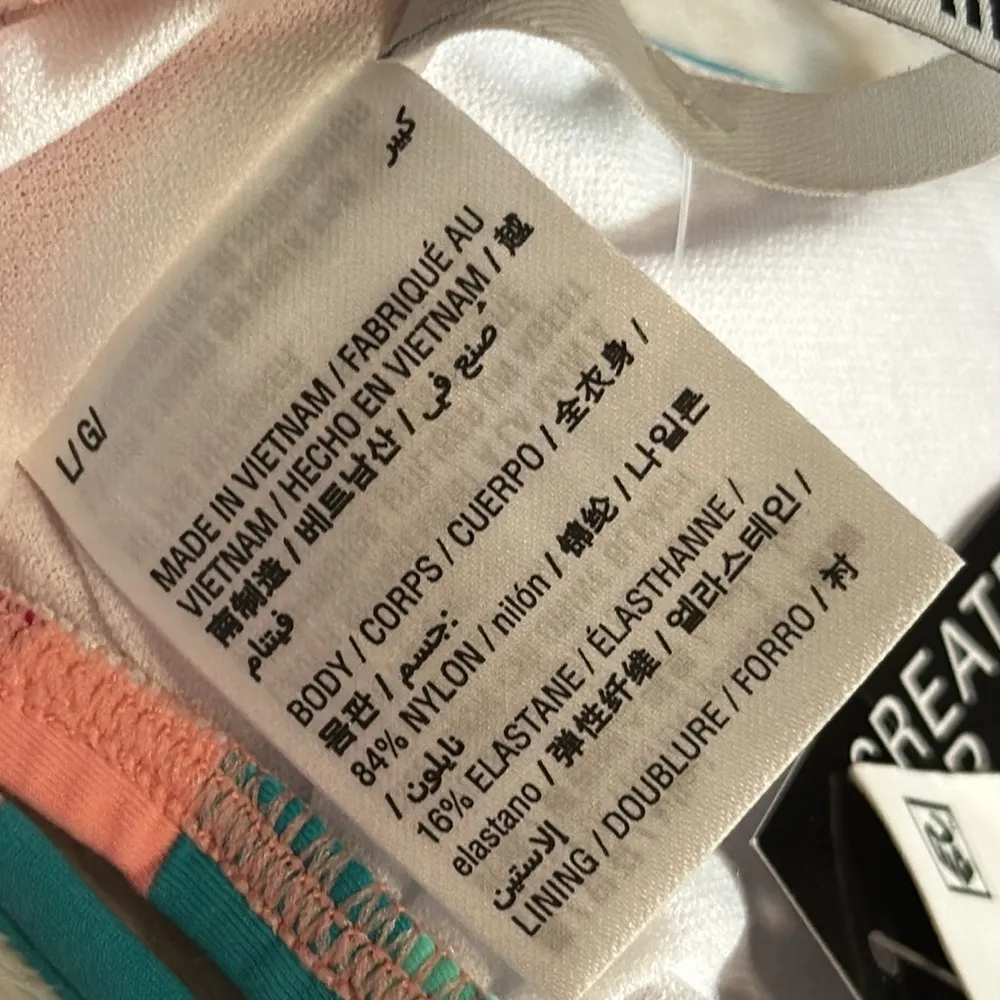 كبير
L/ G/
MADE IN VIETNAM / FABRIQUÉ AU
VIETNAM / HECHO EN VIETNAM / 越
南制造 / 베트남산 / صُنع في
فيتنام
BODY / CORPS / CUERPO / 全衣身 /
몸판 / جسم:
84% NYLON / nilón / 锦纶 / 나일론
/ نايلون
16% ELASTANE / ÉLASTHANNE /
elastano / 弹性纤维 / 엘라스테인 /
الاستين
LINING / DOUBLURE / FORRO / 衬